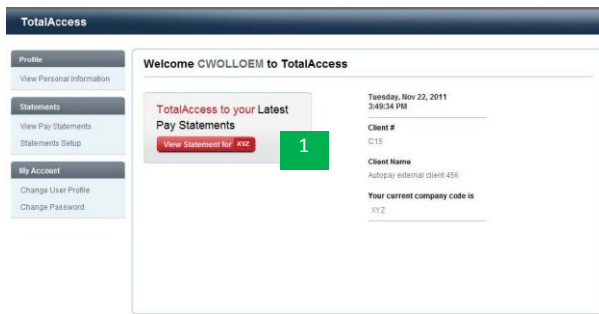 TotalAccess
Profile
View Personal Information
Statements
View Pay Statements
Statements Setup
My Account
Change User Profile
Change Password
Welcome CWOLLOEM to TotalAccess
TotalAccess to your Latest
Pay Statements
View Statement for XYZ
1
Tuesday, Nov 22, 2011
3:49:34 PM
Client #
C15
Client Name
Autopay external client 456
Your current company code is
XYZ